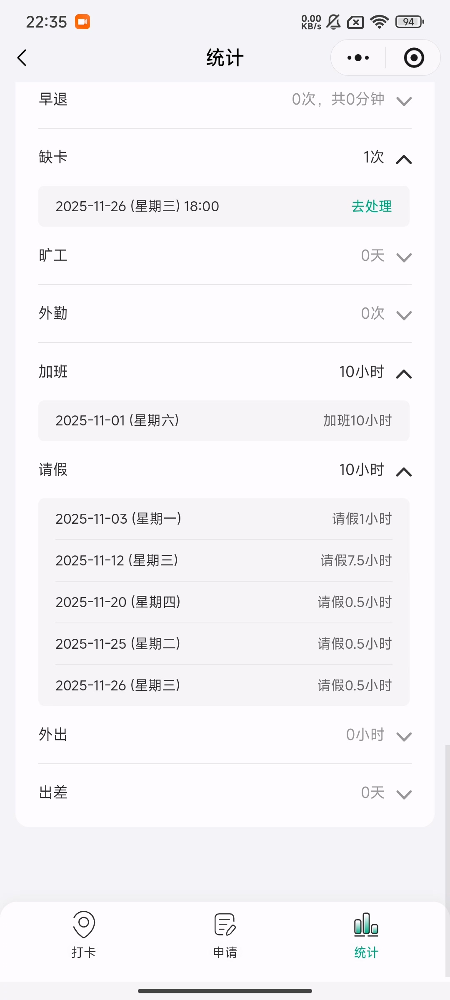 22:35
0.00
KB/s
94
统计
早退 0次，共0分钟
缺卡 1次
2025-11-26 (星期三) 18:00 去处理
旷工 0天
外勤 0次
加班 10小时
2025-11-01 (星期六) 加班10小时
请假 10小时
2025-11-03 (星期一) 请假1小时
2025-11-12 (星期三) 请假7.5小时
2025-11-20 (星期四) 请假0.5小时
2025-11-25 (星期二) 请假0.5小时
2025-11-26 (星期三) 请假0.5小时
外出 0小时
出差 0天
打卡 申请 统计